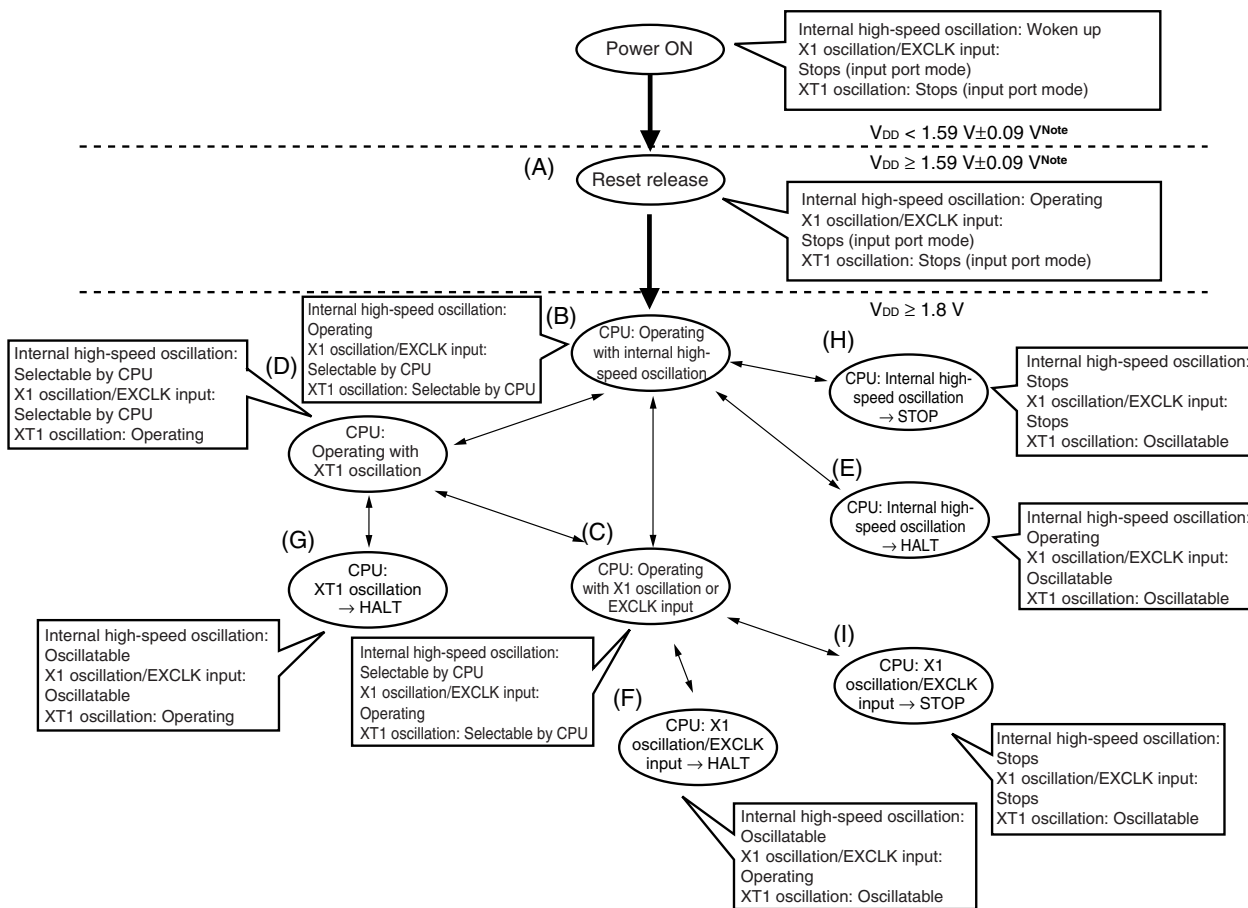 Power ON
Internal high-speed oscillation: Woken up
X1 oscillation/EXCLK input:
Stops (input port mode)
XT1 oscillation: Stops (input port mode)
VDD < 1.59 V±0.09 VNote
(A)
VDD ≥ 1.59 V±0.09 VNote
Reset release
Internal high-speed oscillation: Operating
X1 oscillation/EXCLK input:
Stops (input port mode)
XT1 oscillation: Stops (input port mode)
VDD ≥ 1.8 V
(B)
Internal high-speed oscillation:
Operating
X1 oscillation/EXCLK input:
Selectable by CPU
XT1 oscillation: Selectable by CPU
CPU: Operating
with internal high-
speed oscillation
(D)
Internal high-speed oscillation:
Selectable by CPU
X1 oscillation/EXCLK input:
Selectable by CPU
XT1 oscillation: Operating
CPU:
Operating with
XT1 oscillation
(H)
CPU: Internal high-
speed oscillation
→ STOP
Internal high-speed oscillation:
Stops
X1 oscillation/EXCLK input:
Stops
XT1 oscillation: Oscillatable
(E)
CPU: Internal high-
speed oscillation
→ HALT
Internal high-speed oscillation:
Operating
X1 oscillation/EXCLK input:
Oscillatable
XT1 oscillation: Oscillatable
(G)
CPU:
XT1 oscillation
→ HALT
Internal high-speed oscillation:
Oscillatable
X1 oscillation/EXCLK input:
Oscillatable
XT1 oscillation: Operating
(C)
CPU: Operating
with X1 oscillation or
EXCLK input
Internal high-speed oscillation:
Selectable by CPU
X1 oscillation/EXCLK input:
Operating
XT1 oscillation: Selectable by CPU
(I)
CPU: X1
oscillation/EXCLK
input → STOP
Internal high-speed oscillation:
Stops
X1 oscillation/EXCLK input:
Stops
XT1 oscillation: Oscillatable
(F)
CPU: X1
oscillation/EXCLK
input → HALT
Internal high-speed oscillation:
Oscillatable
X1 oscillation/EXCLK input:
Operating
XT1 oscillation: Oscillatable